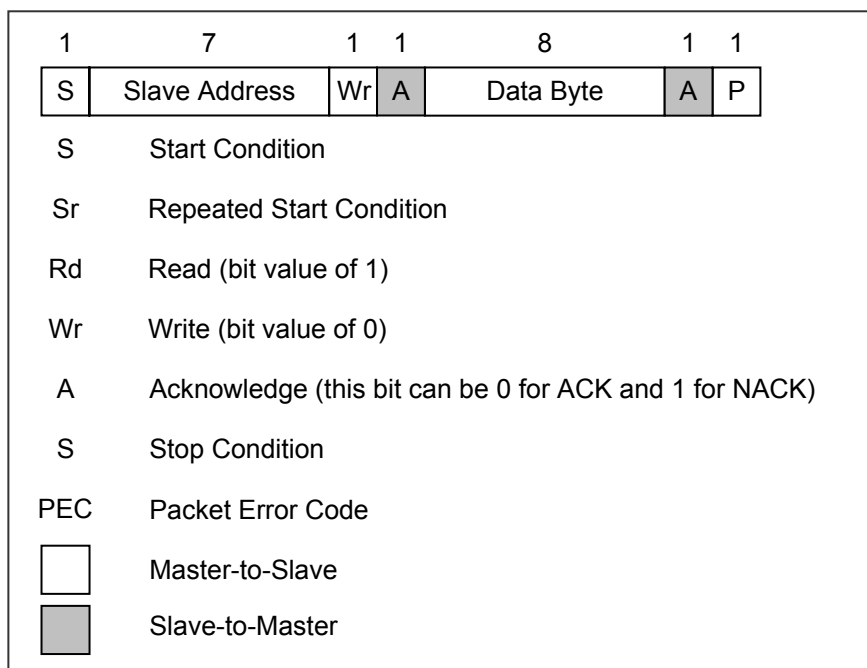 1 7 1 1 8 1 1
S Slave Address Wr A Data Byte A P
S Start Condition
Sr Repeated Start Condition
Rd Read (bit value of 1)
Wr Write (bit value of 0)
A Acknowledge (this bit can be 0 for ACK and 1 for NACK)
S Stop Condition
PEC Packet Error Code
Master-to-Slave
Slave-to-Master